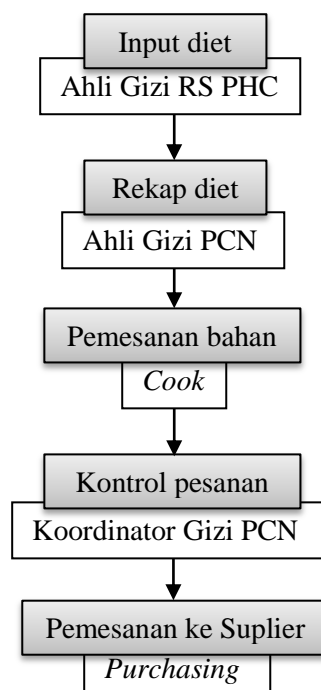 Input diet
Ahli Gizi RS PHC
Rekap diet
Ahli Gizi PCN
Pemesanan bahan
Cook
Kontrol pesanan
Koordinator Gizi PCN
Pemesanan ke Suplier
Purchasing